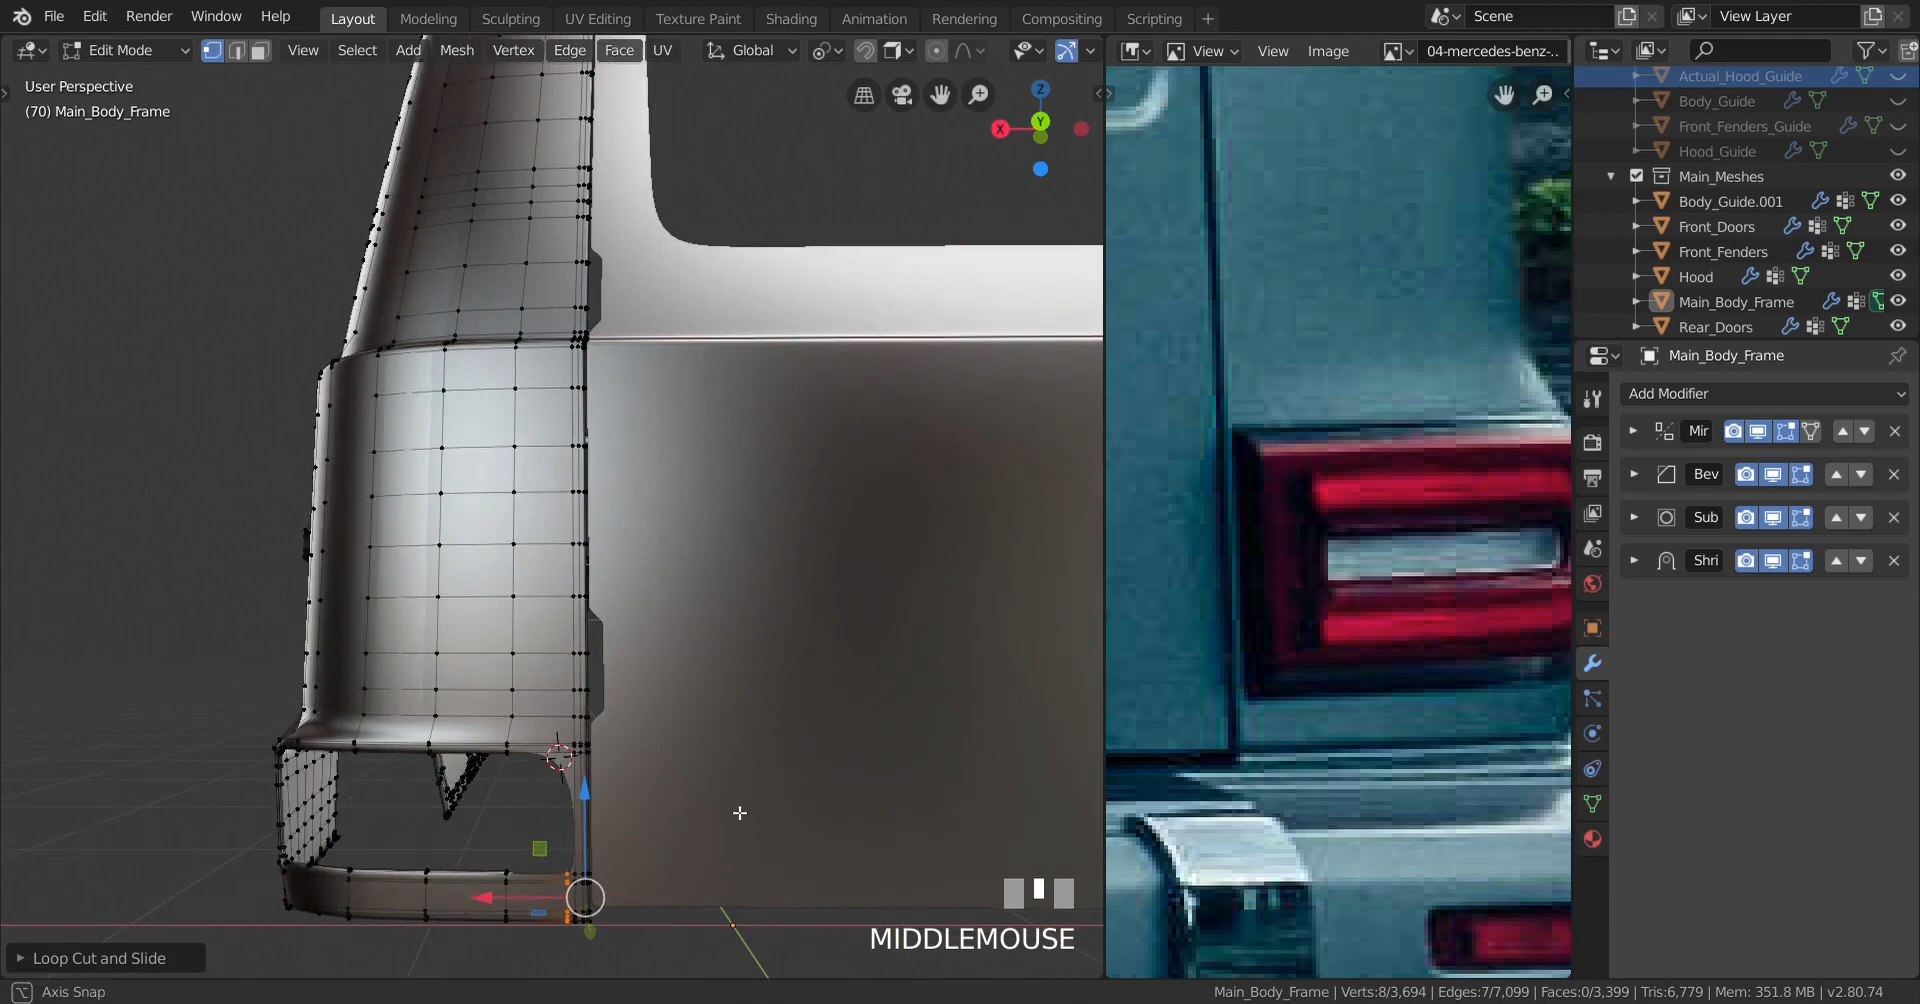 File Edit Render Window Help Layout Modeling Sculpting UV Editing Texture Paint Shading Animation Rendering Compositing Scripting + Scene View Layer
Edit Mode View Select Add Mesh Vertex Edge Face UV Global View View Image 04-mercedes-benz-..
User Perspective
(70) Main_Body_Frame
Z
Y
X
Actual_Hood_Guide
Body_Guide
Front_Fenders_Guide
Hood_Guide
Main_Meshes
Body_Guide.001
Front_Doors
Front_Fenders
Hood
Main_Body_Frame
Rear_Doors
Main_Body_Frame
Add Modifier
Mir
Bev
Sub
Shri
MIDDLEMOUSE
Loop Cut and Slide
Axis Snap
Main_Body_Frame | Verts:8/3,694 | Edges:7/7,099 | Faces:0/3,399 | Tris:6,779 | Mem: 351.8 MB | v2.80.74